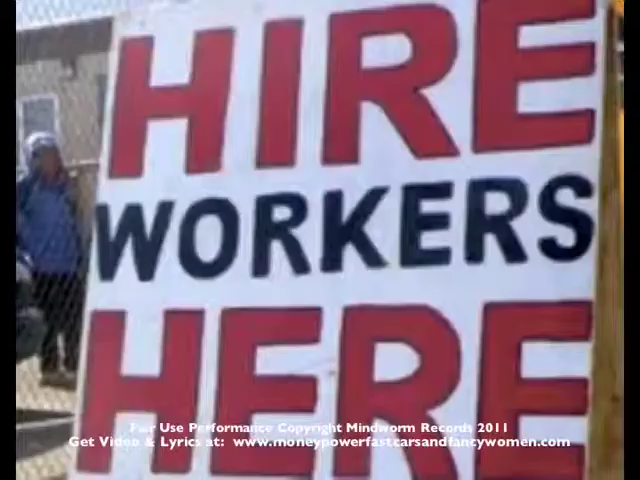 HIRE
WORKERS
HERE
Fair Use Performance Copyright Mindworm Records 2011
Get Video & Lyrics at: www.moneypowerfastcarsandfancywomen.com